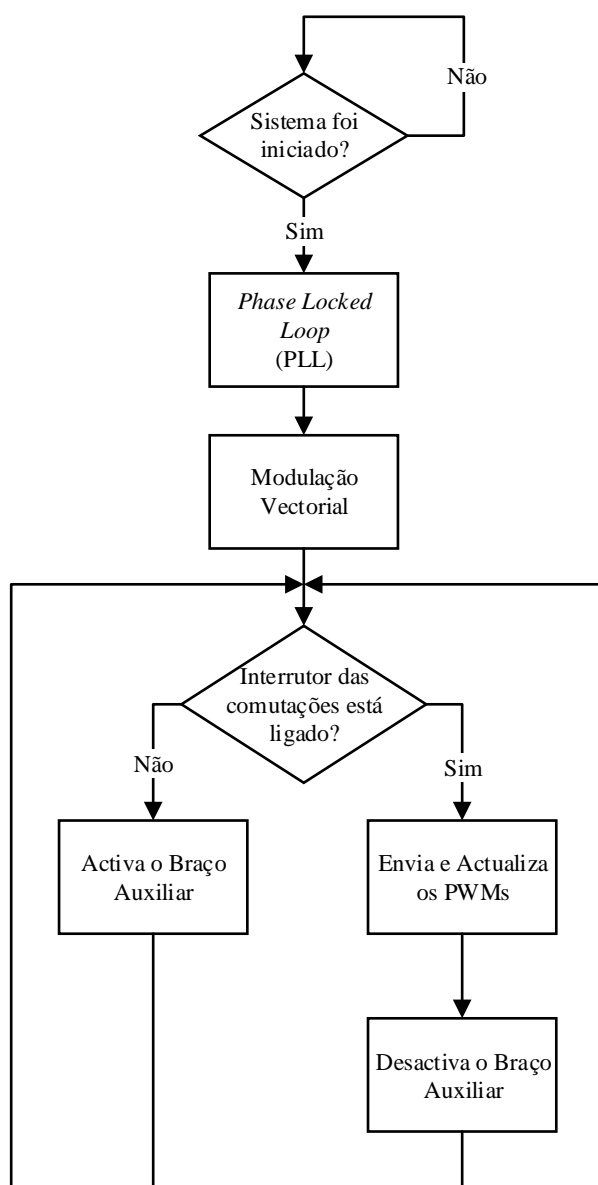 Não
Sistema foi
iniciado?
Sim
Phase Locked
Loop
(PLL)
Modulação
Vectorial
Interrutor das
comutações está
ligado?
Não
Sim
Activa o Braço
Auxiliar
Envia e Actualiza
os PWMs
Desactiva o Braço
Auxiliar